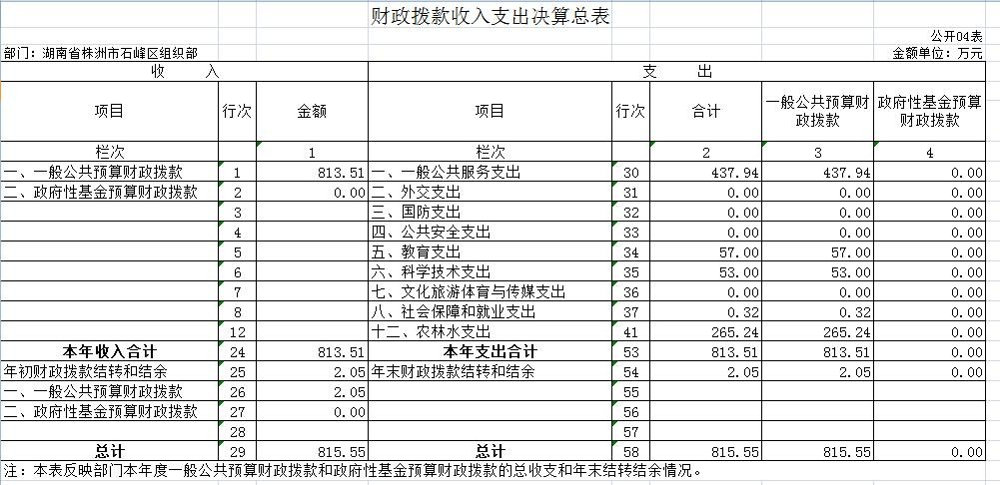 财政拨款收入支出决算总表
公开04表
部门：湖南省株洲市石峰区组织部 金额单位：万元
收 入 支 出
项目 行次 金额 项目 行次 合计 一般公共预算财政拨款 政府性基金预算财政拨款
栏次 1 栏次 2 3 4
一、一般公共预算财政拨款 1 813.51 一、一般公共服务支出 30 437.94 437.94 0.00
二、政府性基金预算财政拨款 2 0.00 二、外交支出 31 0.00 0.00 0.00
3 三、国防支出 32 0.00 0.00 0.00
4 四、公共安全支出 33 0.00 0.00 0.00
5 五、教育支出 34 57.00 57.00 0.00
6 六、科学技术支出 35 53.00 53.00 0.00
7 七、文化旅游体育与传媒支出 36 0.00 0.00 0.00
8 八、社会保障和就业支出 37 0.32 0.32 0.00
12 十二、农林水支出 41 265.24 265.24 0.00
本年收入合计 24 813.51 本年支出合计 53 813.51 813.51 0.00
年初财政拨款结转和结余 25 2.05 年末财政拨款结转和结余 54 2.05 2.05 0.00
一、一般公共预算财政拨款 26 2.05 55
二、政府性基金预算财政拨款 27 0.00 56
28 57
总计 29 815.55 总计 58 815.55 815.55 0.00
注：本表反映部门本年度一般公共预算财政拨款和政府性基金预算财政拨款的总收支和年末结转结余情况。